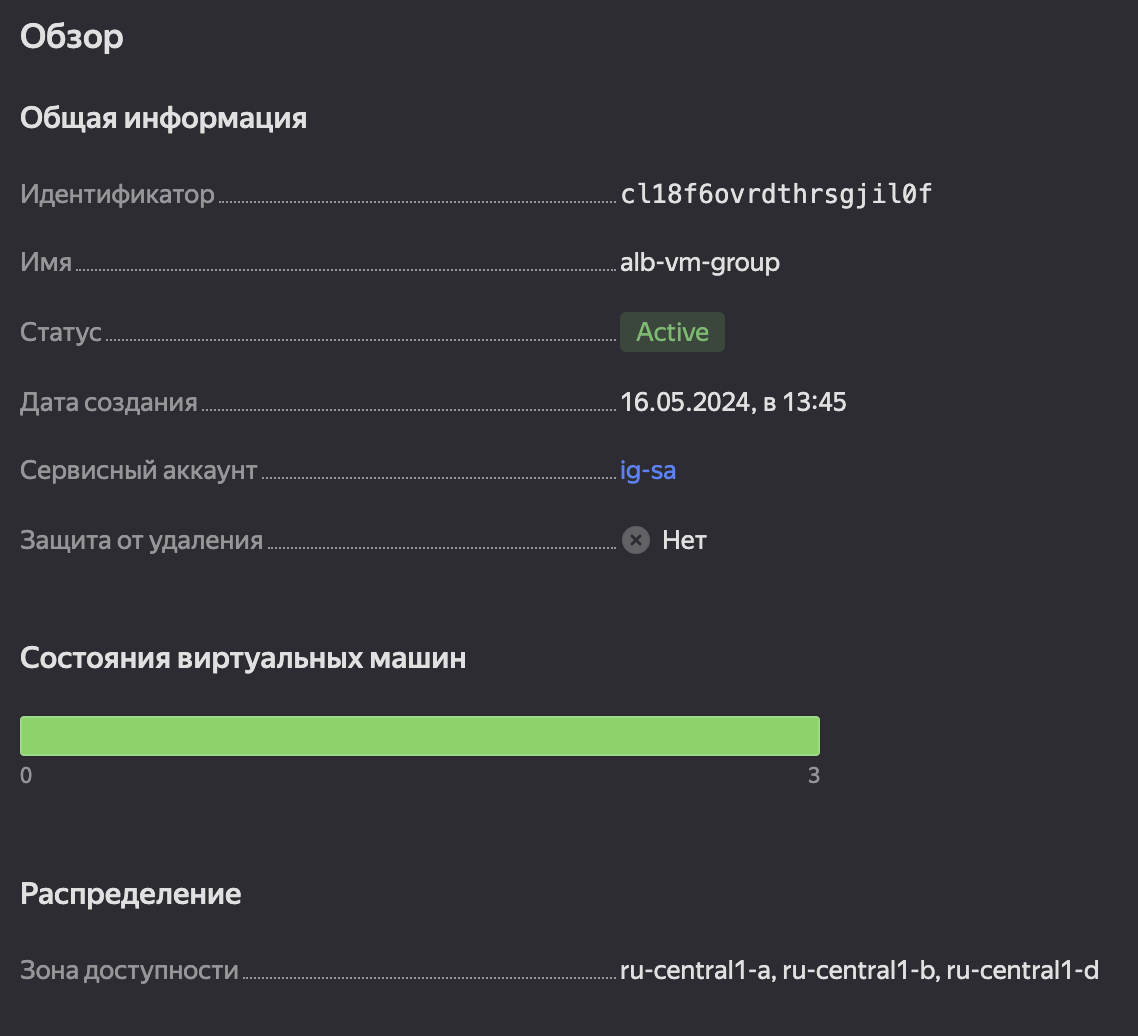 Обзор
Общая информация
Идентификатор cl18f6ovrdthrsgjil0f
Имя alb-vm-group
Статус Active
Дата создания 16.05.2024, в 13:45
Сервисный аккаунт ig-sa
Защита от удаления Нет
Состояния виртуальных машин
0 3
Распределение
Зона доступности ru-central1-a, ru-central1-b, ru-central1-d